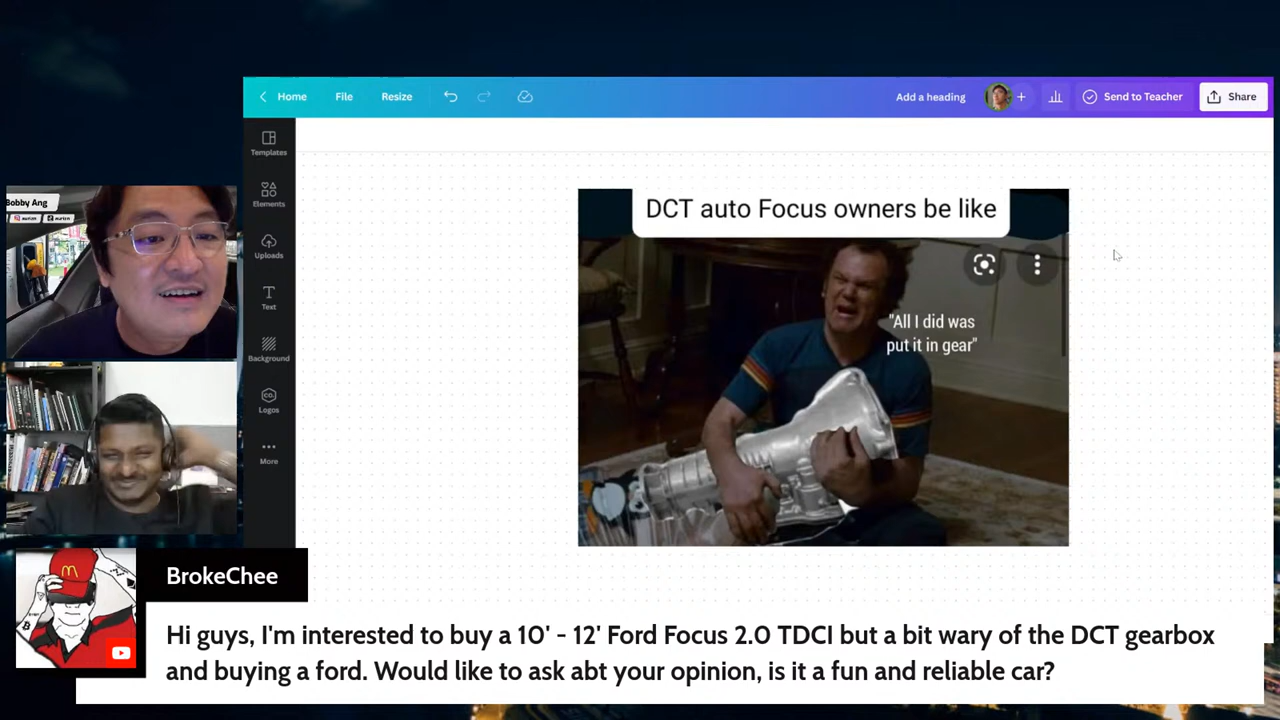 Home
File
Resize
Add a heading
Send to Teacher
Share
Templates
Elements
Uploads
Text
Background
CO.
Logos
More
Bobby Ang
DCT auto Focus owners be like
"All I did was
put it in gear"
BrokeChee
Hi guys, I'm interested to buy a 10' - 12' Ford Focus 2.0 TDCI but a bit wary of the DCT gearbox
and buying a ford. Would like to ask abt your opinion, is it a fun and reliable car?